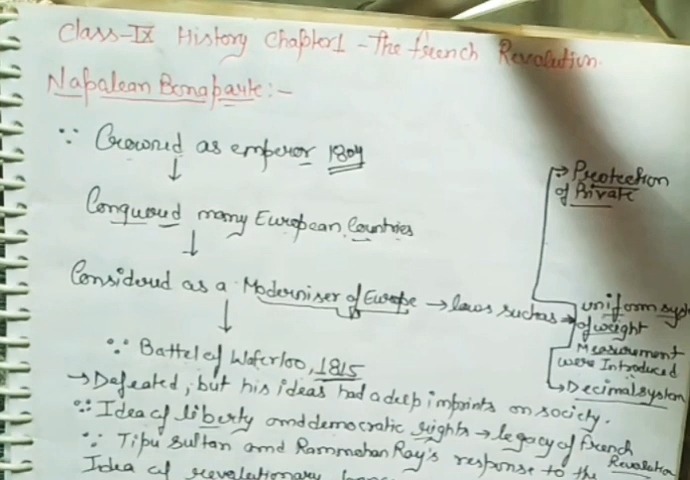 Class-IX History Chapter1 - The French Revolution.
Napalean Bonaparte:-
∵ Crowned as emperor 1804
↓
Conquored many European Countries
↓
Considered as a Moderniser of Europe → laws such as →
→ Protection
of Private
uniform syst
of weight
Measurement
were Introduced
→ Decimal system
↓
∵ Battel of Waterloo, 1815
→ Defeated, but his ideas had a deep imprints on society.
∵ Idea of liberty and democratic rights → legacy of french
Revolution
∵ Tipu Sultan and Rammohan Roy's response to the
Idea of revolutionary